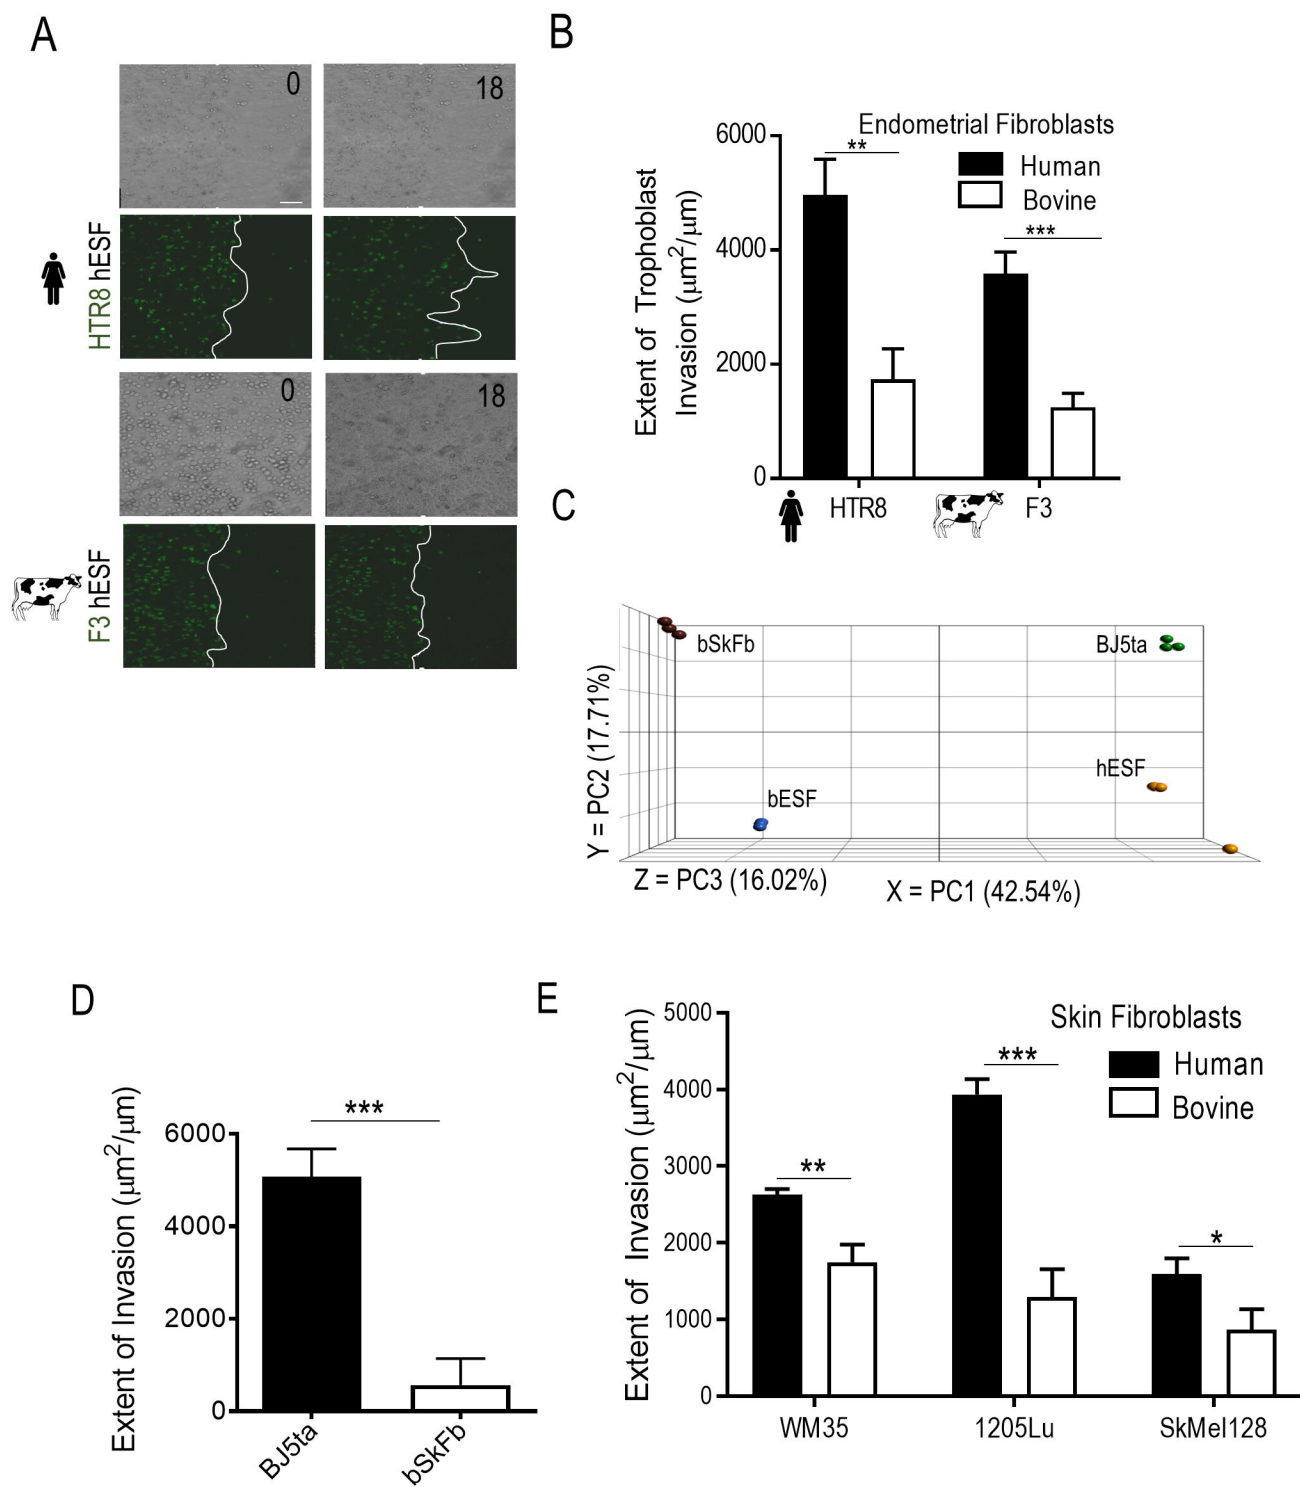 A
0
18
HTR8 hESF
0
18
F3 hESF
B
Endometrial Fibroblasts
Human
Bovine
**
***
6000
4000
2000
0
Extent of Trophoblast
Invasion (μm²/μm)
HTR8
F3
C
bSkFb
BJ5ta
hESF
bESF
Y = PC2 (17.71%)
Z = PC3 (16.02%)
X = PC1 (42.54%)
D
***
6000
4000
2000
0
Extent of Invasion (μm²/μm)
BJ5ta
bSkFb
E
Skin Fibroblasts
Human
Bovine
**
***
*
5000
4000
3000
2000
1000
0
Extent of Invasion (μm²/μm)
WM35
1205Lu
SkMel128